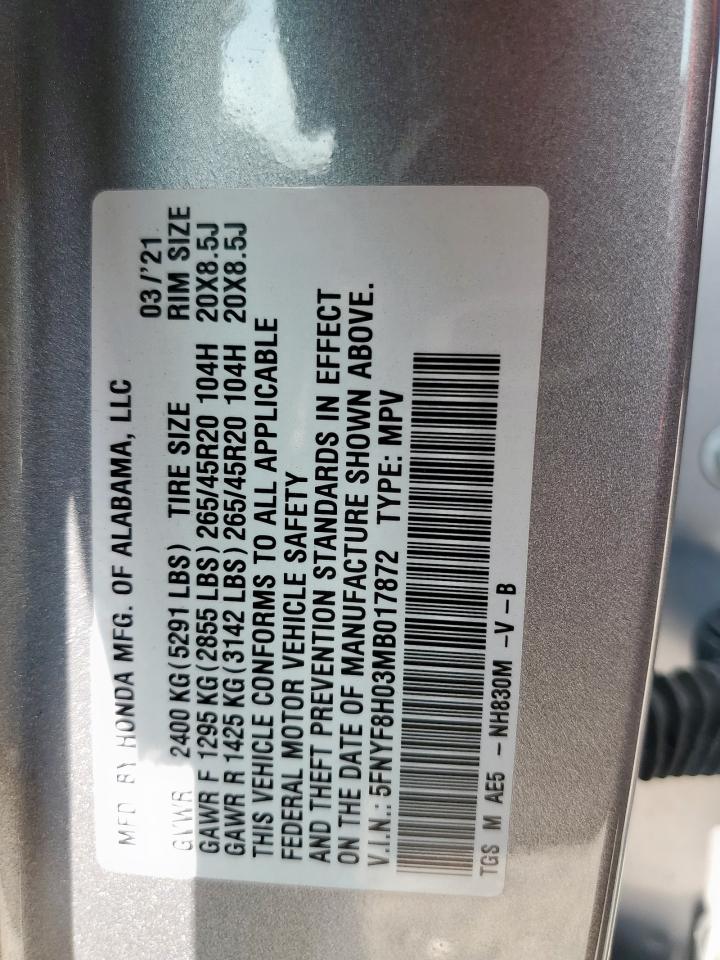 MFD BY HONDA MFG. OF ALABAMA, LLC 03/'21
GVWR 2400 KG(5291 LBS) TIRE SIZE RIM SIZE
GAWR F 1295 KG(2855 LBS)265/45R20 104H 20X8.5J
GAWR R 1425 KG(3142 LBS)265/45R20 104H 20X8.5J
THIS VEHICLE CONFORMS TO ALL APPLICABLE
FEDERAL MOTOR VEHICLE SAFETY
AND THEFT PREVENTION STANDARDS IN EFFECT
ON THE DATE OF MANUFACTURE SHOWN ABOVE.
V.I.N.: 5FNYF8H03MB017872 TYPE: MPV
TGS M AE5 -NH830M -V -B